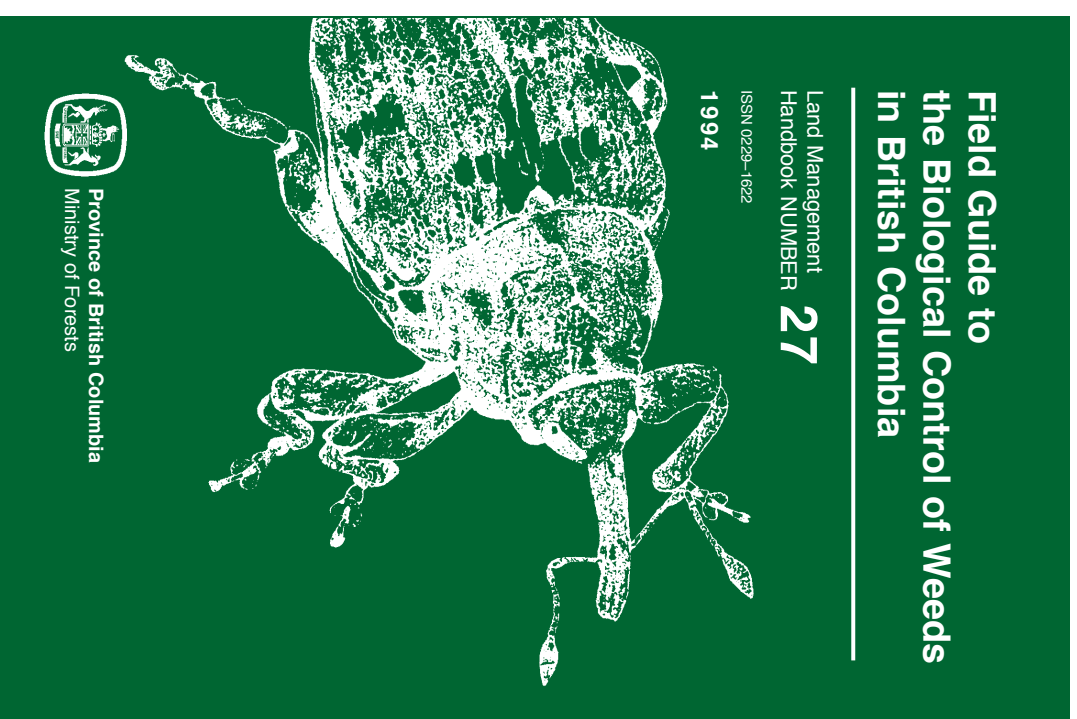 Field Guide to
the Biological Control of Weeds
in British Columbia
Land Management
Handbook NUMBER 27
ISSN 0229–1622
1994
Province of British Columbia
Ministry of Forests